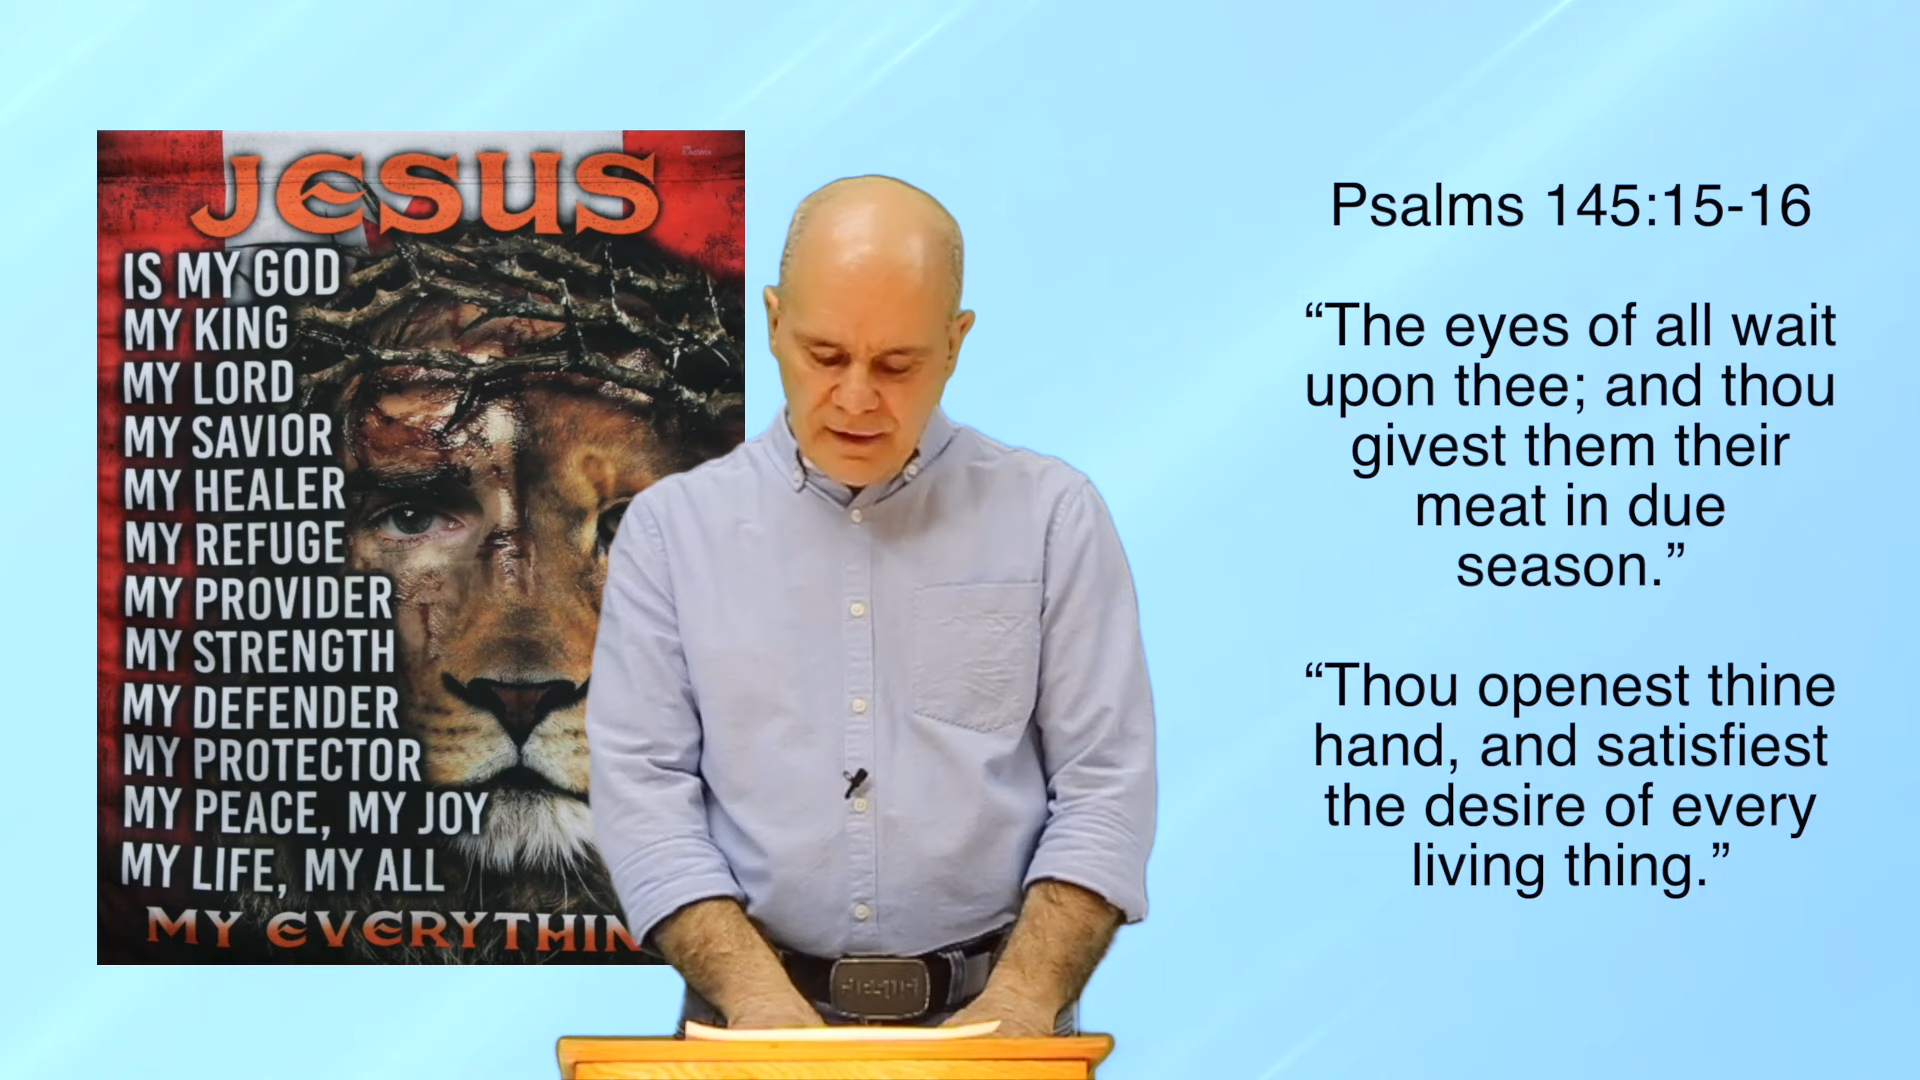 JESUS
IS MY GOD
MY KING
MY LORD
MY SAVIOR
MY HEALER
MY REFUGE
MY PROVIDER
MY STRENGTH
MY DEFENDER
MY PROTECTOR
MY PEACE, MY JOY
MY LIFE, MY ALL
MY EVERYTHIN
Psalms 145:15-16
“The eyes of all wait
upon thee; and thou
givest them their
meat in due
season.”
“Thou openest thine
hand, and satisfiest
the desire of every
living thing.”